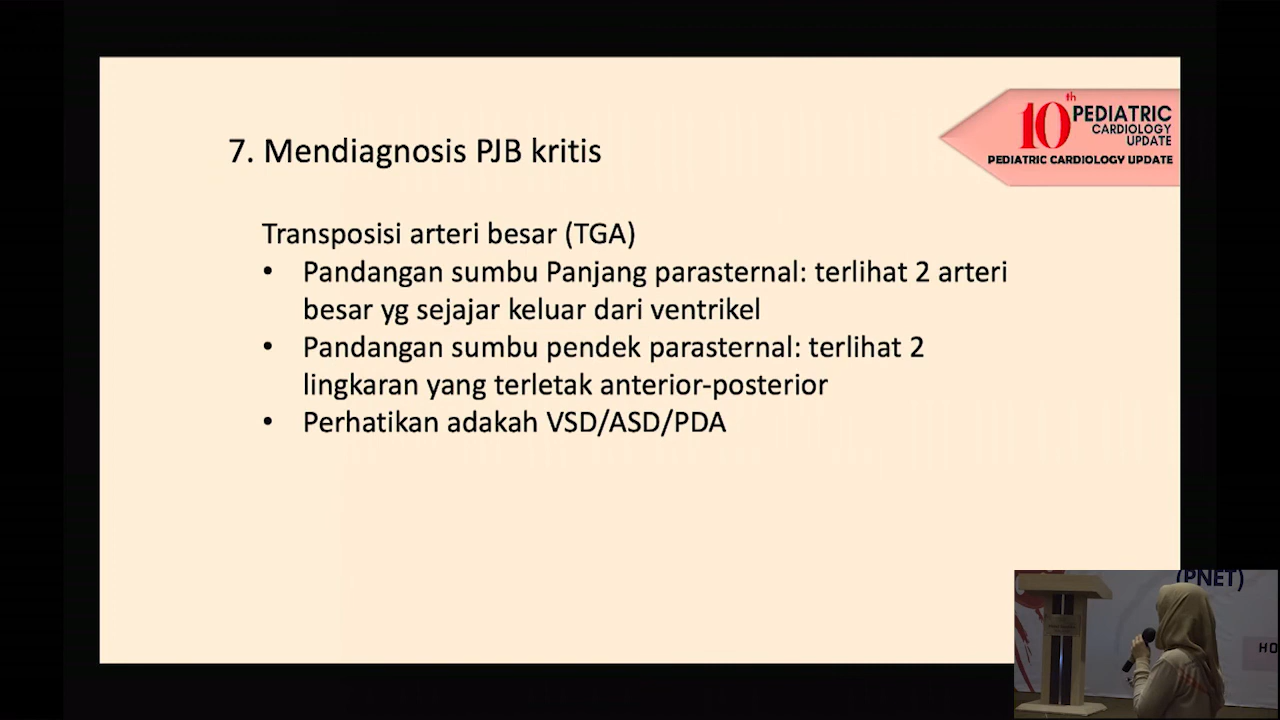 10th PEDIATRIC
CARDIOLOGY
UPDATE
PEDIATRIC CARDIOLOGY UPDATE
7. Mendiagnosis PJB kritis
Transposisi arteri besar (TGA)
• Pandangan sumbu Panjang parasternal: terlihat 2 arteri
besar yg sejajar keluar dari ventrikel
• Pandangan sumbu pendek parasternal: terlihat 2
lingkaran yang terletak anterior-posterior
• Perhatikan adakah VSD/ASD/PDA
(PNET)
HO